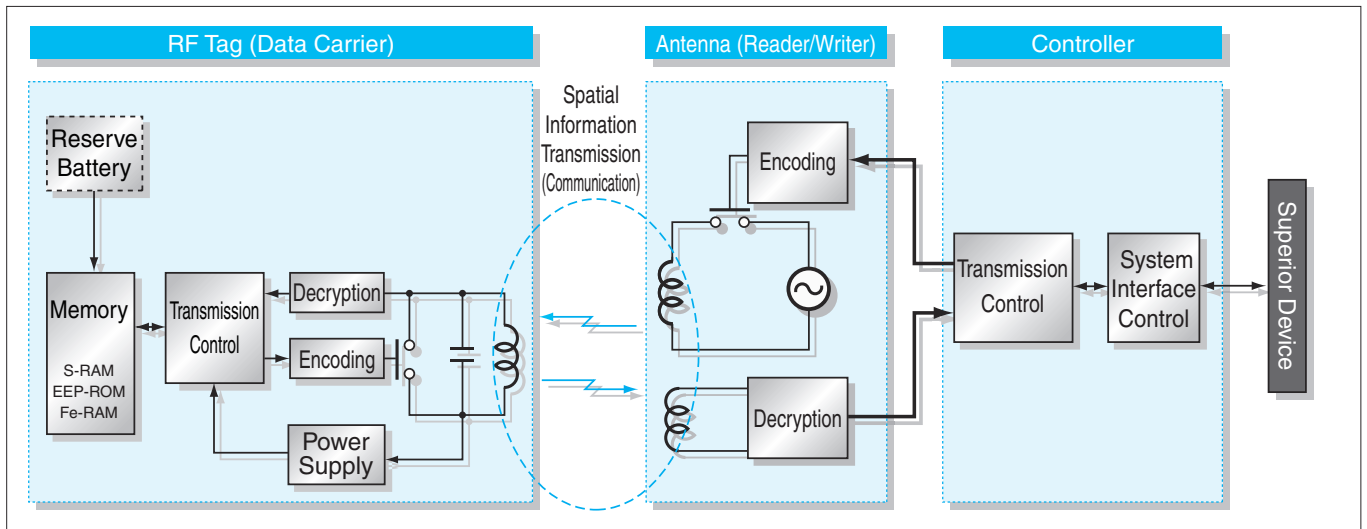 RF Tag (Data Carrier)
Antenna (Reader/Writer)
Controller
Spatial
Information
Transmission
(Communication)
Reserve
Battery
Memory
S-RAM
EEP-ROM
Fe-RAM
Transmission
Control
Decryption
Encoding
Power
Supply
Encoding
Decryption
Transmission
Control
System
Interface
Control
Superior Device